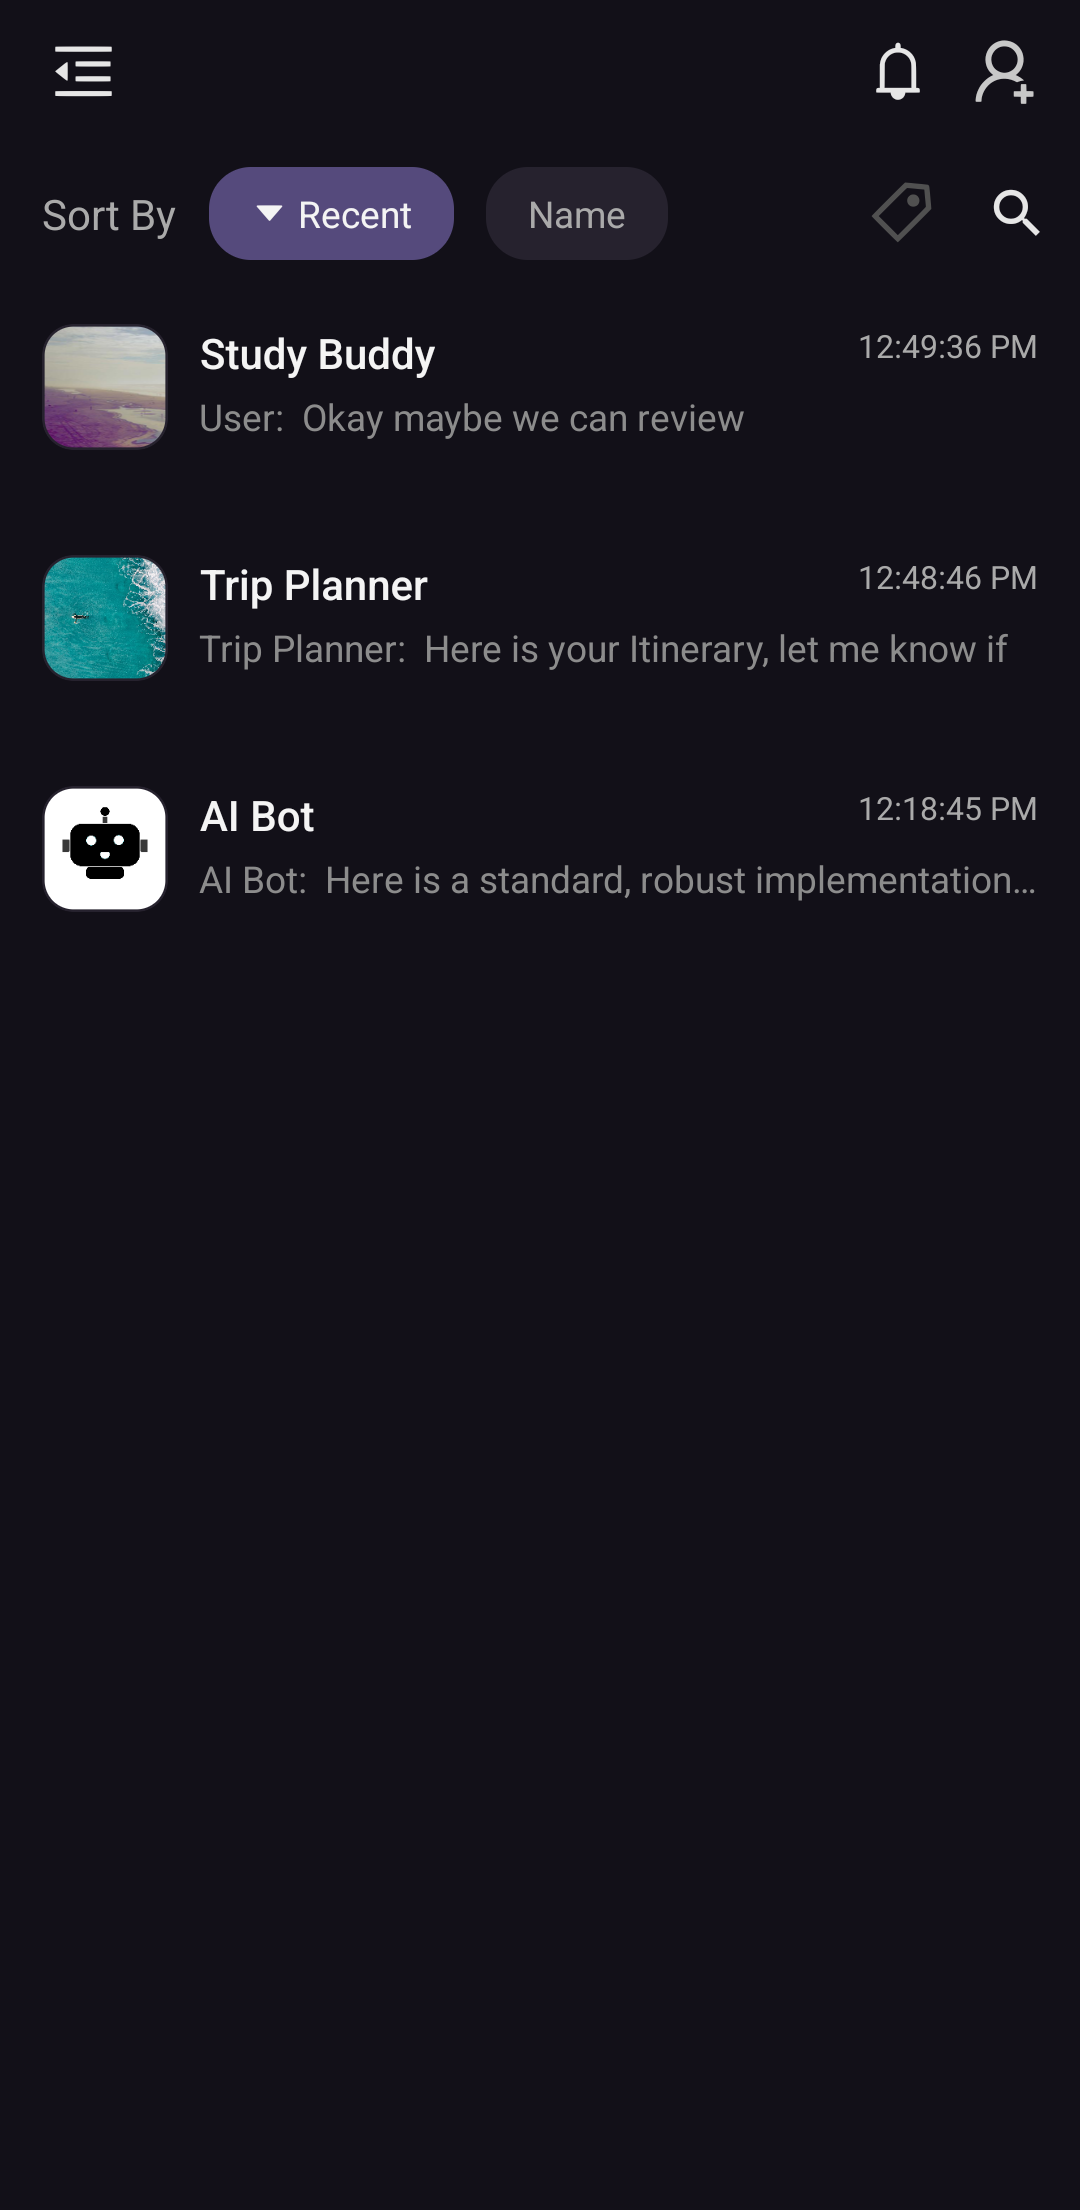 Sort By Recent Name
Study Buddy 12:49:36 PM
User: Okay maybe we can review
Trip Planner 12:48:46 PM
Trip Planner: Here is your Itinerary, let me know if
AI Bot 12:18:45 PM
AI Bot: Here is a standard, robust implementation...